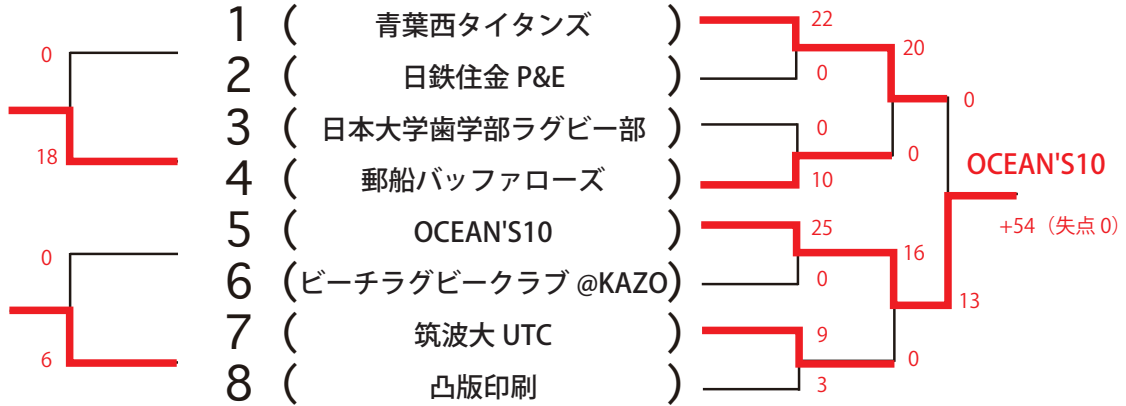 0
18
0
6
1 ( 青葉西タイタンズ )
2 ( 日鉄住金 P&E )
3 ( 日本大学歯学部ラグビー部 )
4 ( 郵船バッファローズ )
5 ( OCEAN'S10 )
6 (ビーチラグビークラブ @KAZO)
7 ( 筑波大 UTC )
8 ( 凸版印刷 )
22
0
0
10
25
0
9
3
20
0
16
0
0
13
OCEAN'S10
+54（失点 0）